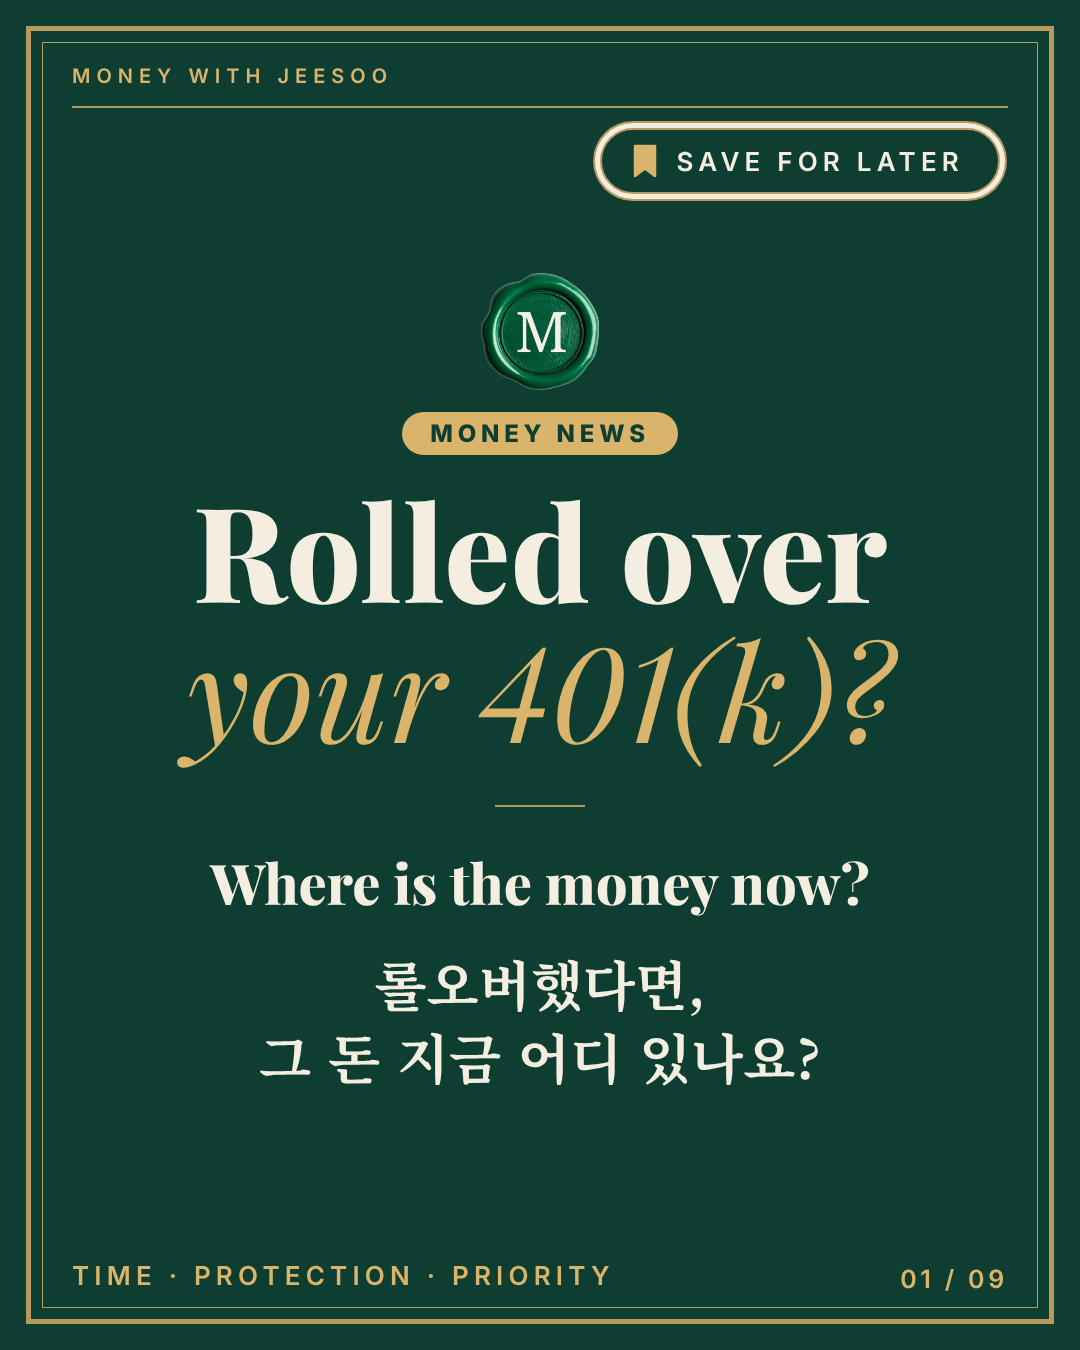 MONEY WITH JEESOO
SAVE FOR LATER
M
MONEY NEWS
Rolled over
your 401(k)?
Where is the money now?
롤오버했다면,
그 돈 지금 어디 있나요?
TIME · PROTECTION · PRIORITY
01 / 09